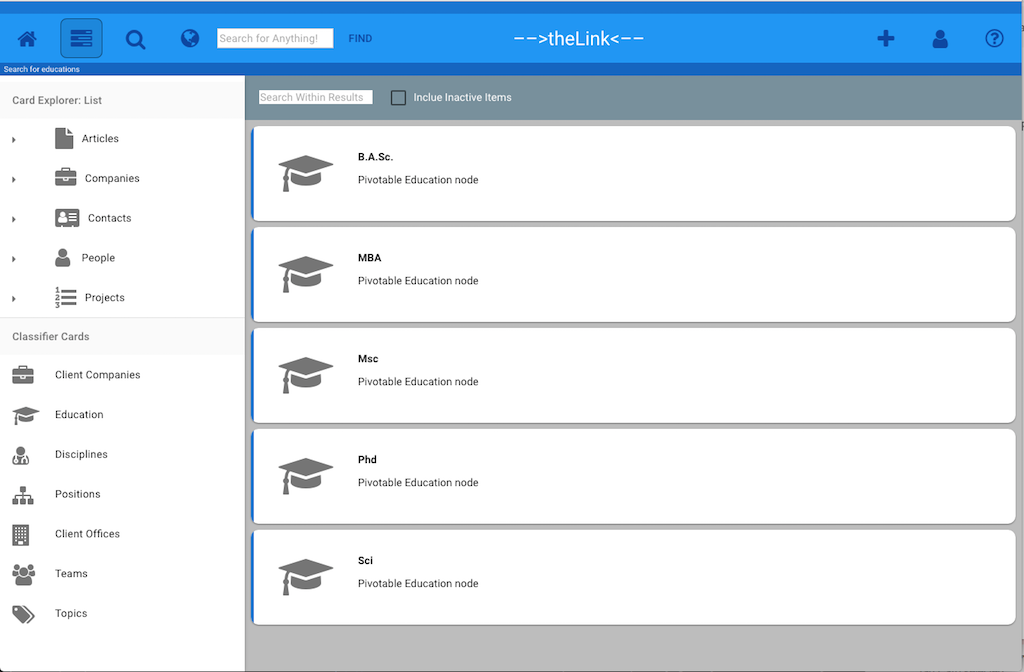 Search for Anything!
FIND
-->theLink<--
Search for educations
Card Explorer: List
Articles
Companies
Contacts
People
Projects
Classifier Cards
Client Companies
Education
Disciplines
Positions
Client Offices
Teams
Topics
Search Within Results
Inclue Inactive Items
B.A.Sc.
Pivotable Education node
MBA
Pivotable Education node
Msc
Pivotable Education node
Phd
Pivotable Education node
Sci
Pivotable Education node